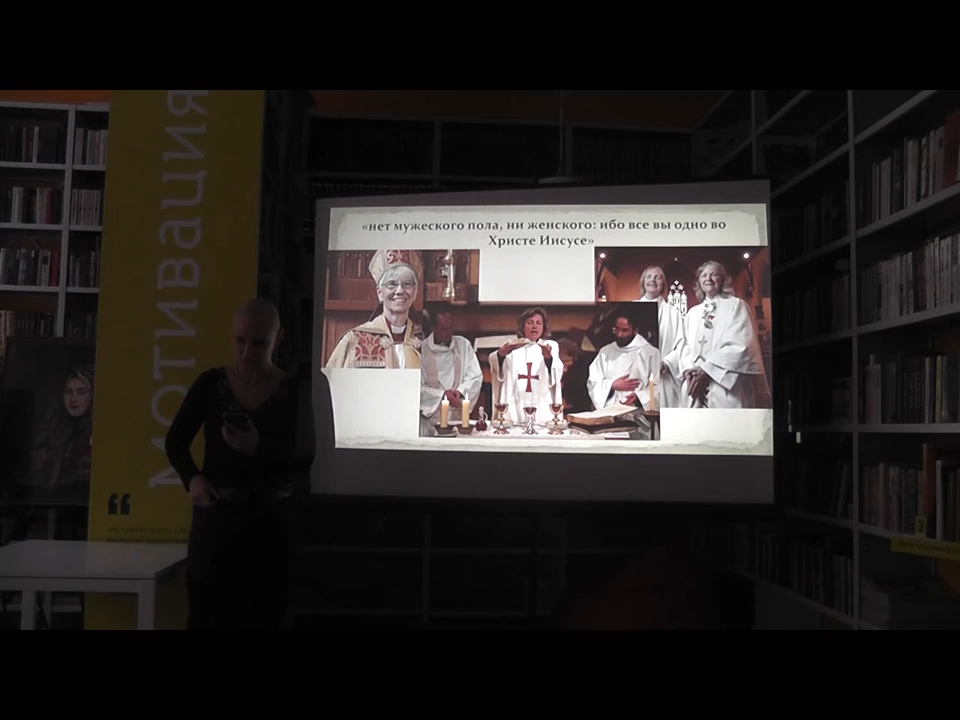 мотивация
«нет мужеского пола, ни женского: ибо все вы одно во
Христе Иисусе»